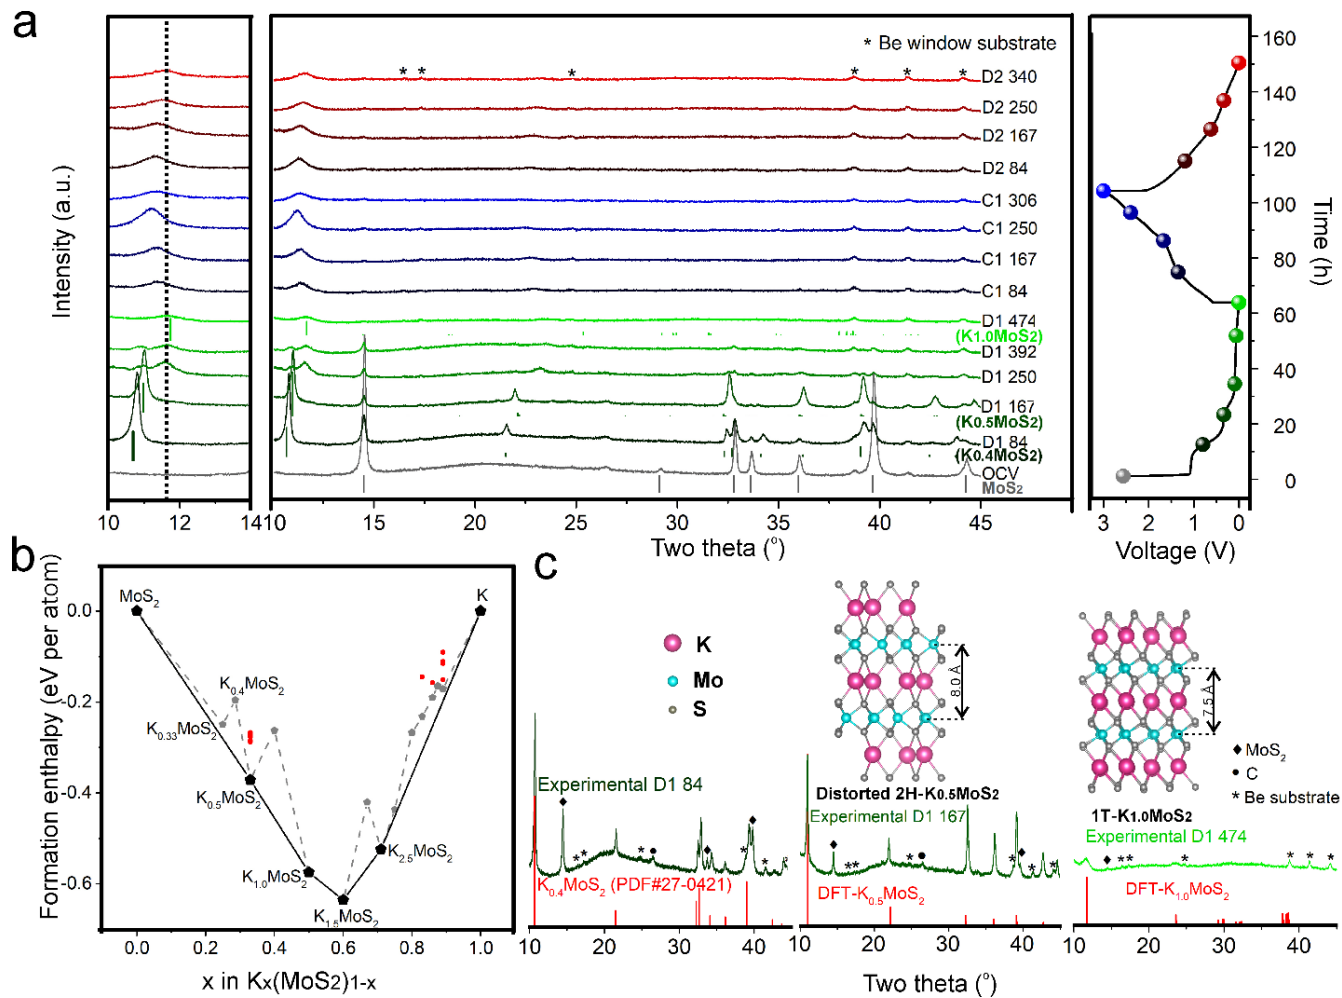 a
* Be window substrate
D2 340
D2 250
D2 167
D2 84
C1 306
C1 250
C1 167
C1 84
D1 474
(K1.0MoS2)
D1 392
D1 250
D1 167
(K0.5MoS2)
D1 84
(K0.4MoS2)
OCV
MoS2
Intensity (a.u.)
10 12 14
10 15 20 25 30 35 40 45
Two theta (°)
160
140
120
100
80
60
40
20
0
Time (h)
3 2 1 0
Voltage (V)
b
MoS2
K
K0.4MoS2
K0.33MoS2
K0.5MoS2
K2.5MoS2
K1.0MoS2
K1.5MoS2
0.0
-0.2
-0.4
-0.6
Formation enthalpy (eV per atom)
0.0 0.2 0.4 0.6 0.8 1.0
x in Kx(MoS2)1-x
c
K
Mo
S
8.0 Å
7.5 Å
MoS2
C
* Be substrate
Experimental D1 84
K0.4MoS2 (PDF#27-0421)
Distorted 2H-K0.5MoS2
Experimental D1 167
DFT-K0.5MoS2
1T-K1.0MoS2
Experimental D1 474
DFT-K1.0MoS2
10 20 30 40
10 20 30 40
10 20 30 40
Two theta (°)